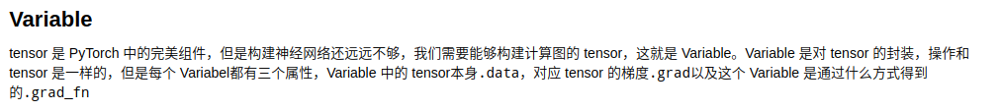 Variable
tensor 是 PyTorch 中的完美组件，但是构建神经网络还远远不够，我们需要能够构建计算图的 tensor，这就是 Variable。Variable 是对 tensor 的封装，操作和
tensor 是一样的，但是每个 Variabel都有三个属性，Variable 中的 tensor本身.data，对应 tensor 的梯度.grad以及这个 Variable 是通过什么方式得到
的.grad_fn